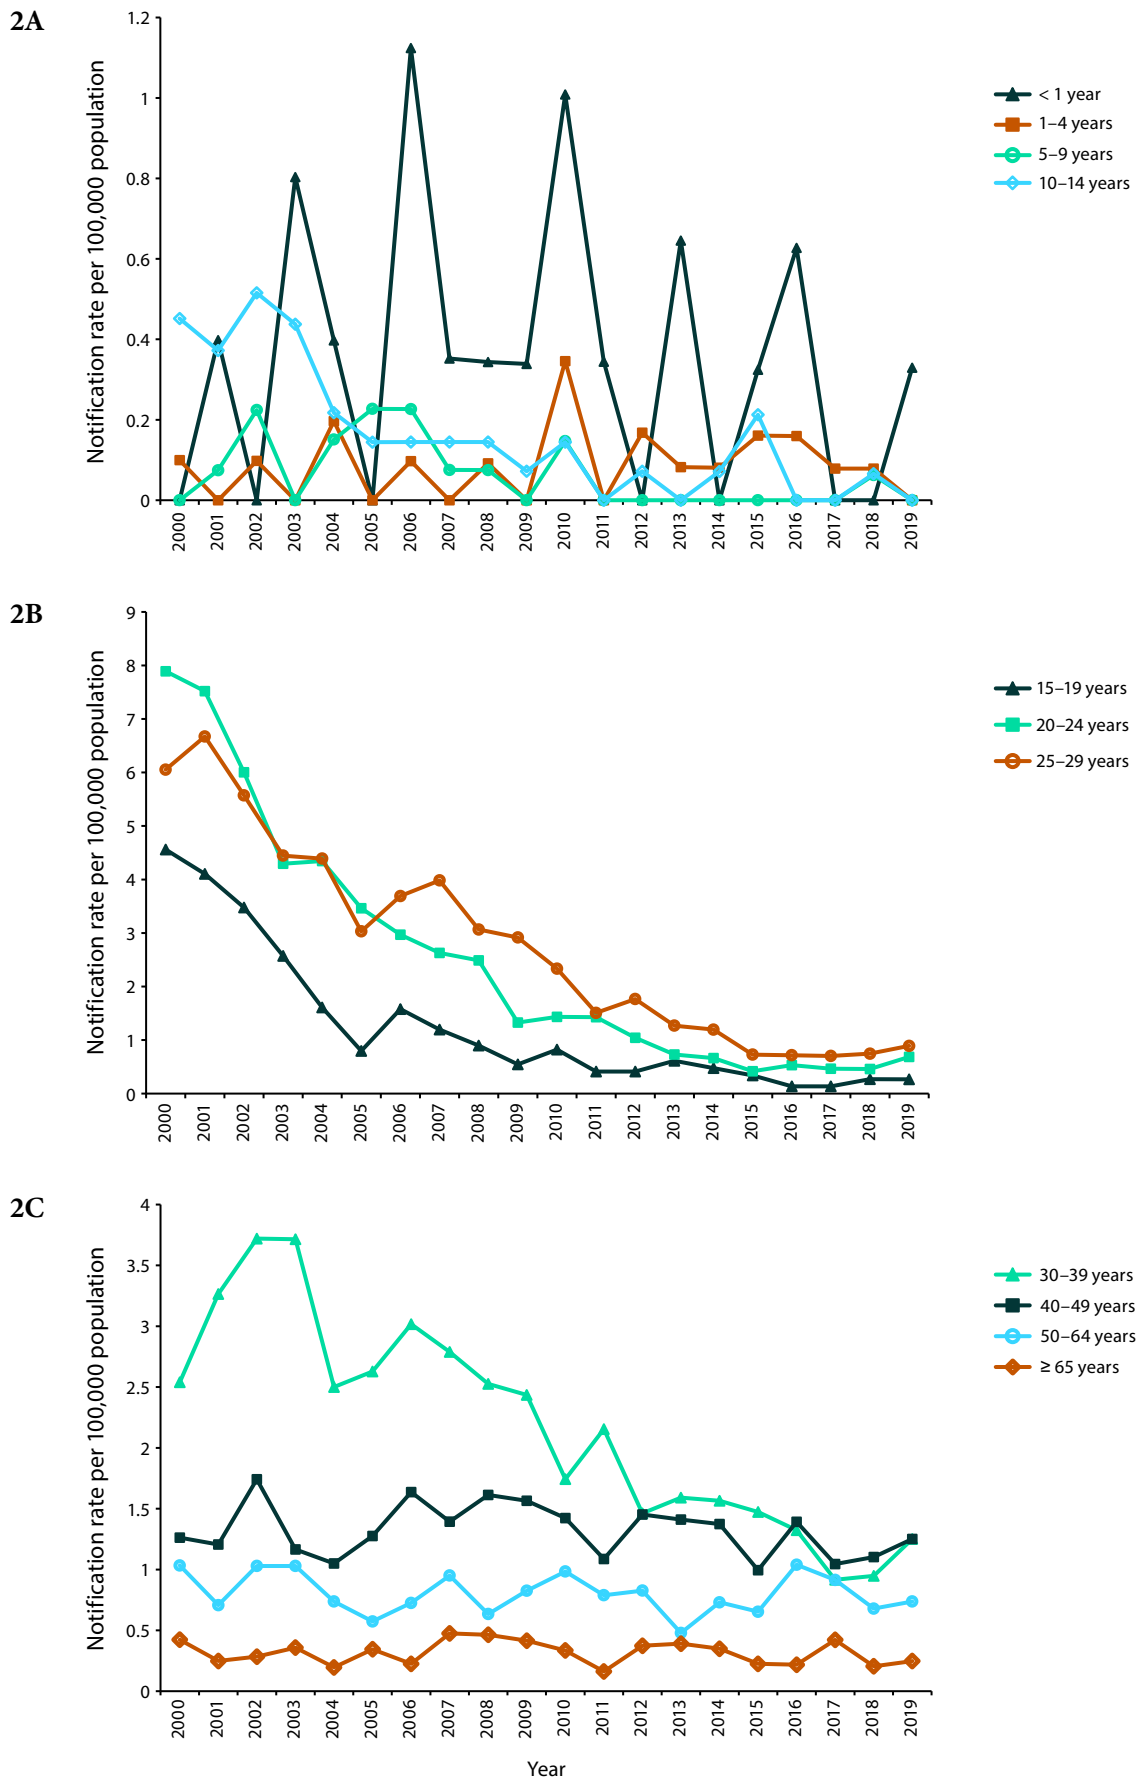 2A
Notification rate per 100,000 population
1.2
1
0.8
0.6
0.4
0.2
0
2000 2001 2002 2003 2004 2005 2006 2007 2008 2009 2010 2011 2012 2013 2014 2015 2016 2017 2018 2019
< 1 year
1–4 years
5–9 years
10–14 years
2B
Notification rate per 100,000 population
9
8
7
6
5
4
3
2
1
0
2000 2001 2002 2003 2004 2005 2006 2007 2008 2009 2010 2011 2012 2013 2014 2015 2016 2017 2018 2019
15–19 years
20–24 years
25–29 years
2C
Notification rate per 100,000 population
4
3.5
3
2.5
2
1.5
1
0.5
0
2000 2001 2002 2003 2004 2005 2006 2007 2008 2009 2010 2011 2012 2013 2014 2015 2016 2017 2018 2019
30–39 years
40–49 years
50–64 years
≥ 65 years
Year